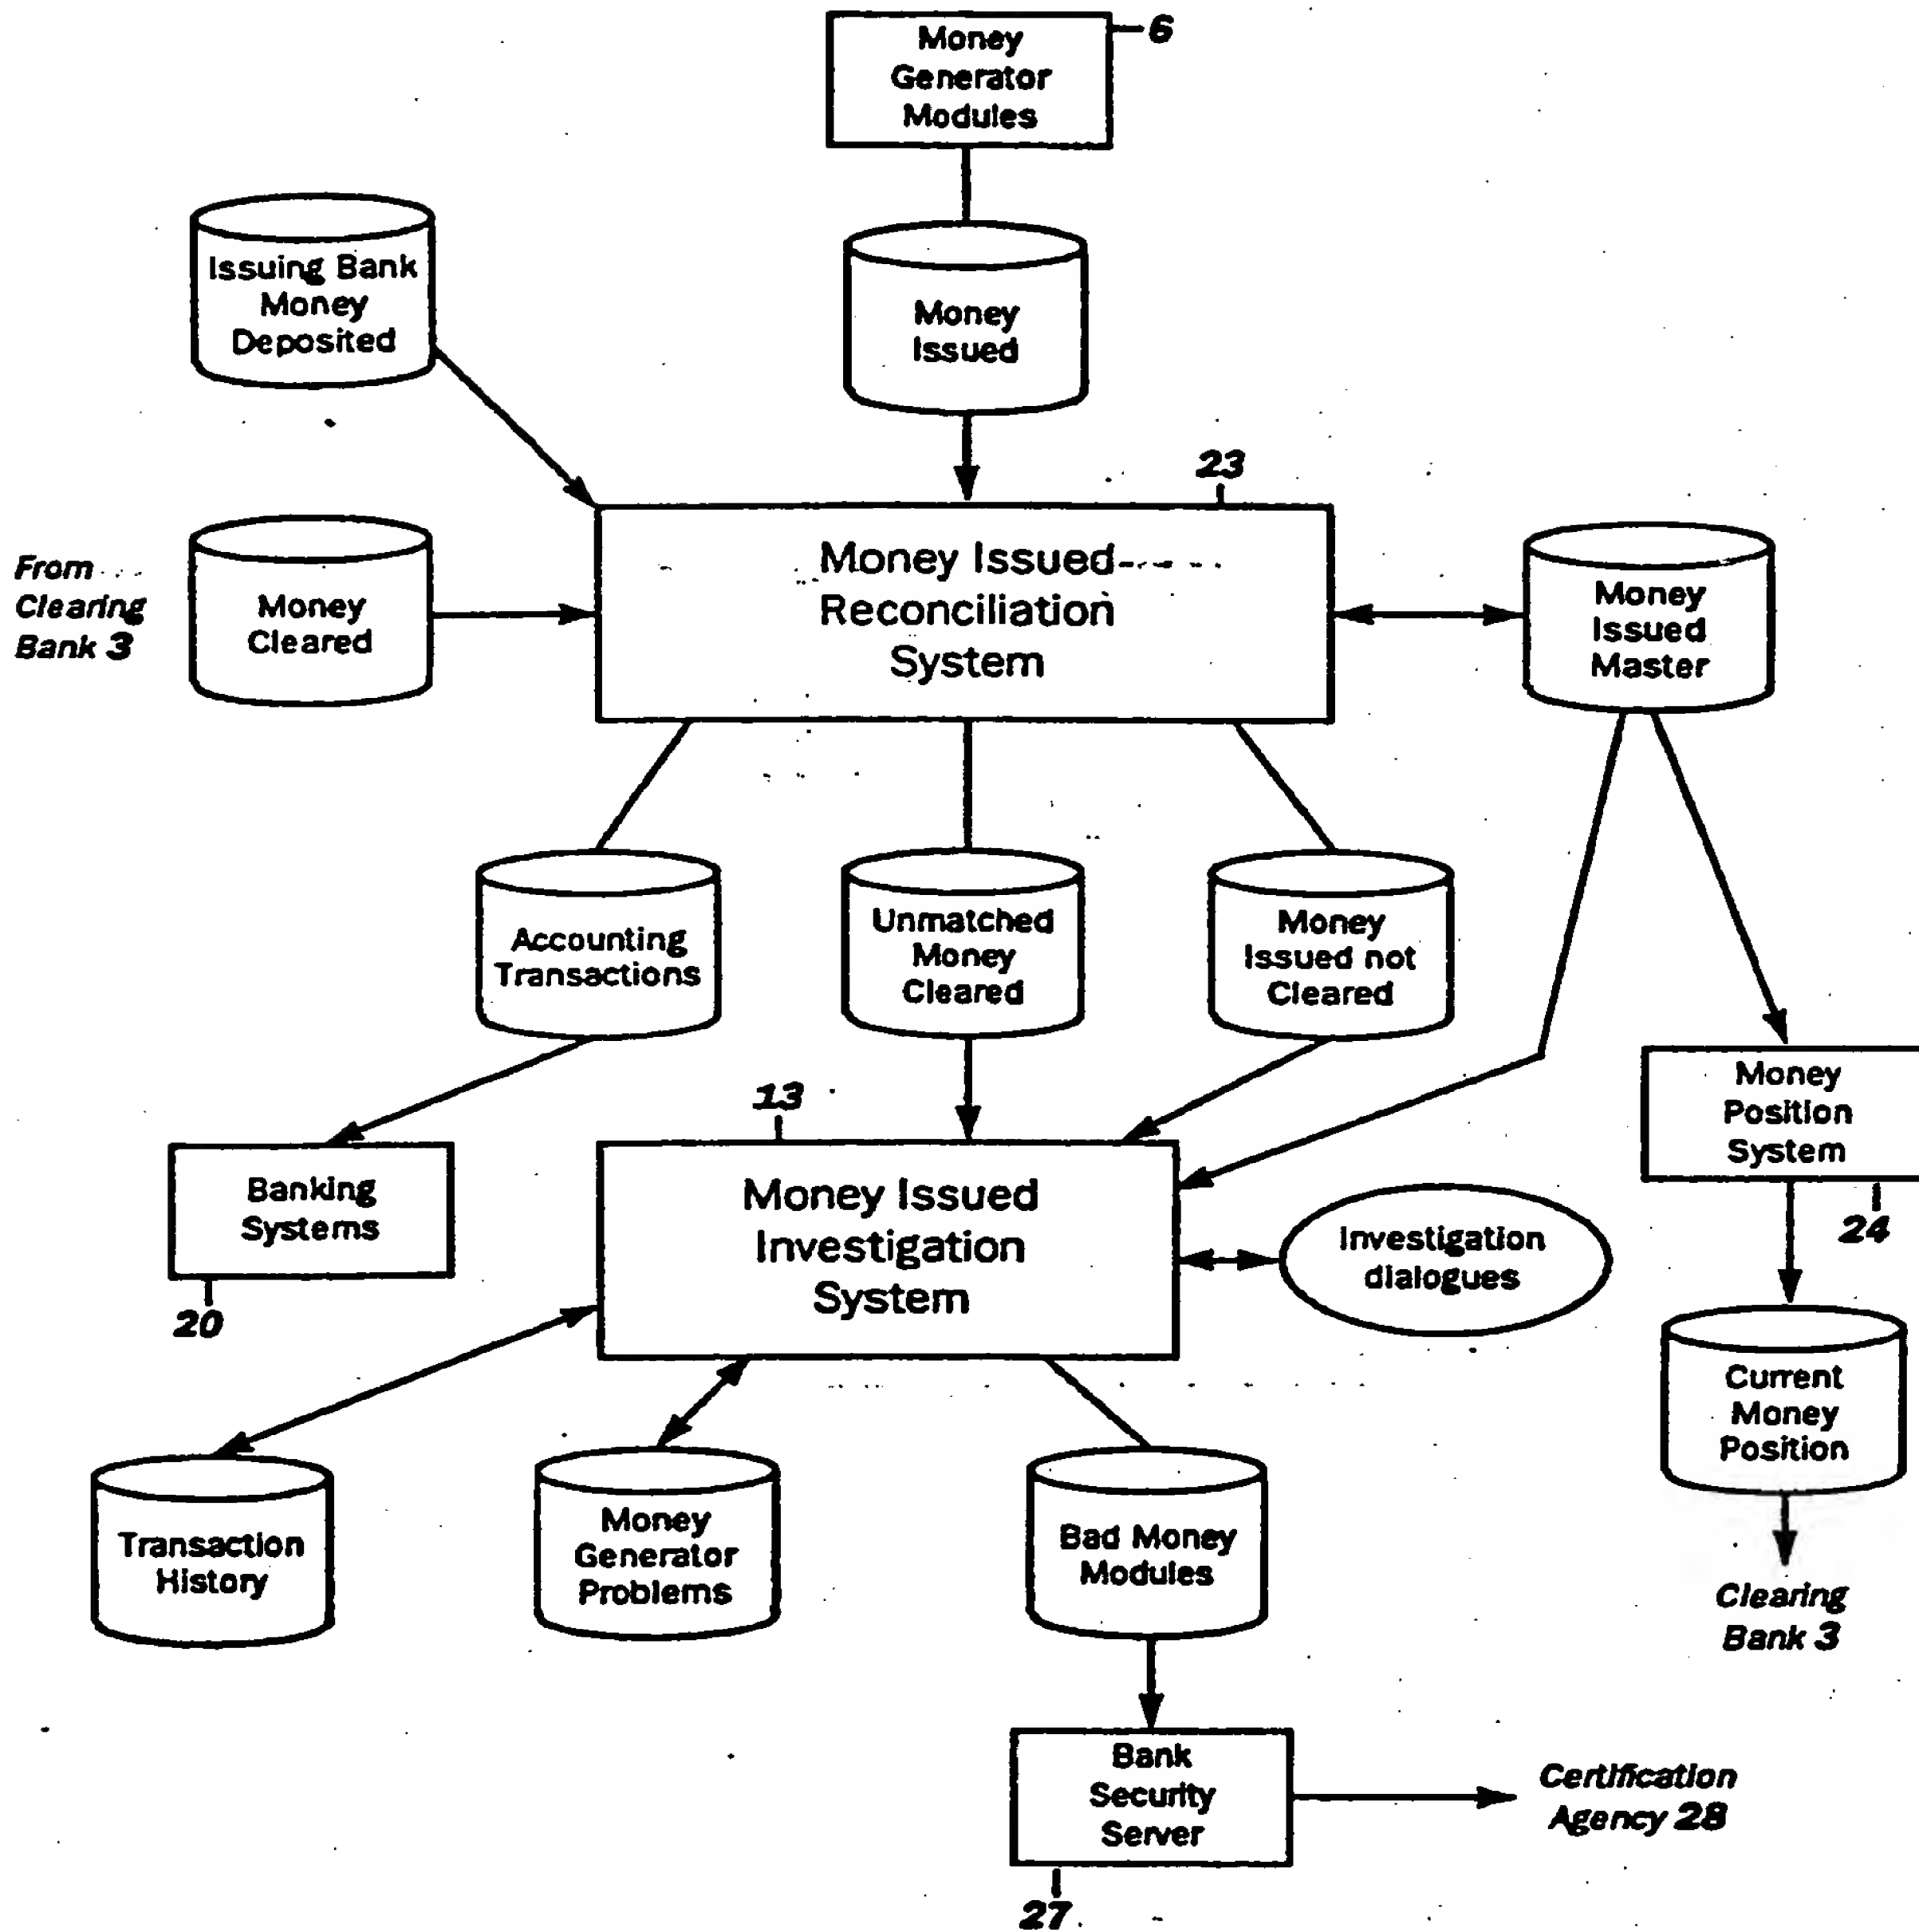 Money
Generator
Modules
6
Issuing Bank
Money
Deposited
Money
Issued
23
From
Clearing
Bank 3
Money
Cleared
Money Issued
Reconciliation
System
Money
Issued
Master
Accounting
Transactions
Unmatched
Money
Cleared
Money
Issued not
Cleared
13
Banking
Systems
20
Money Issued
Investigation
System
Investigation
dialogues
Money
Position
System
24
Current
Money
Position
Clearing
Bank 3
Transaction
History
Money
Generator
Problems
Bad Money
Modules
Bank
Security
Server
27
Certification
Agency 28